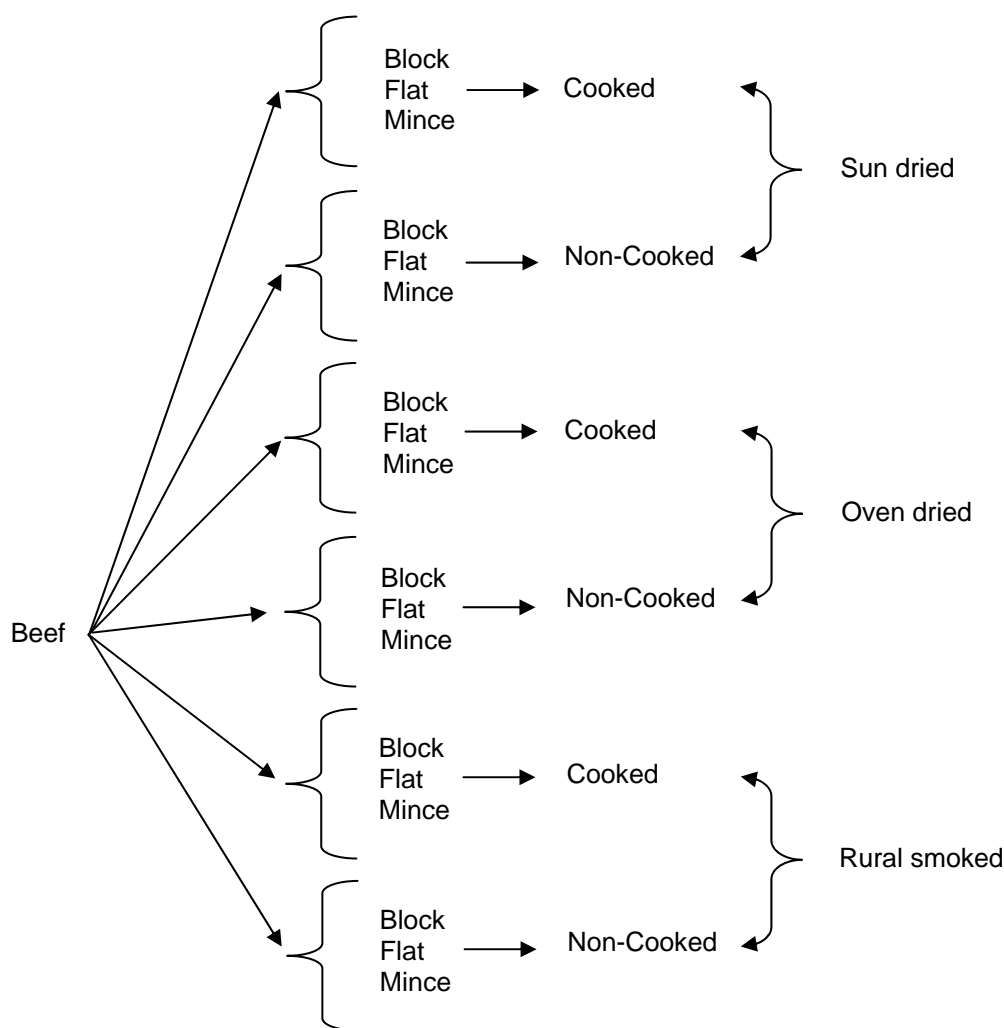 Block
Flat
Mince
Cooked
Sun dried
Block
Flat
Mince
Non-Cooked
Block
Flat
Mince
Cooked
Oven dried
Block
Flat
Mince
Non-Cooked
Beef
Block
Flat
Mince
Cooked
Rural smoked
Block
Flat
Mince
Non-Cooked